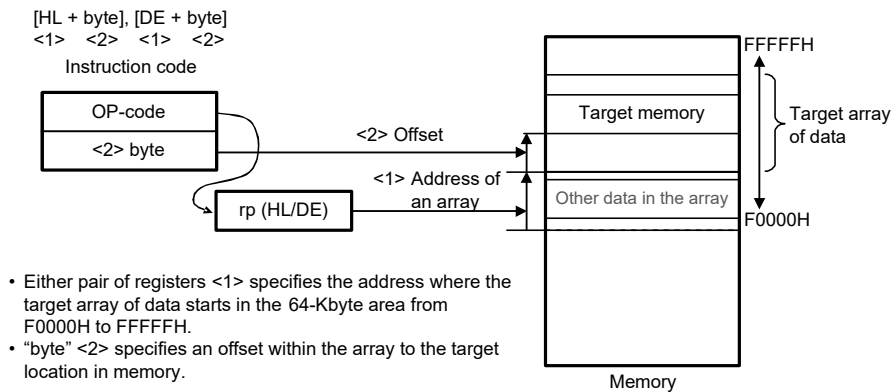 [HL + byte], [DE + byte]
<1> <2> <1> <2>
Instruction code
OP-code
<2> byte
rp (HL/DE)
<2> Offset
<1> Address of
an array
FFFFFH
Target memory
Target array
of data
Other data in the array
F0000H
Memory
• Either pair of registers <1> specifies the address where the
target array of data starts in the 64-Kbyte area from
F0000H to FFFFFH.
• “byte” <2> specifies an offset within the array to the target
location in memory.